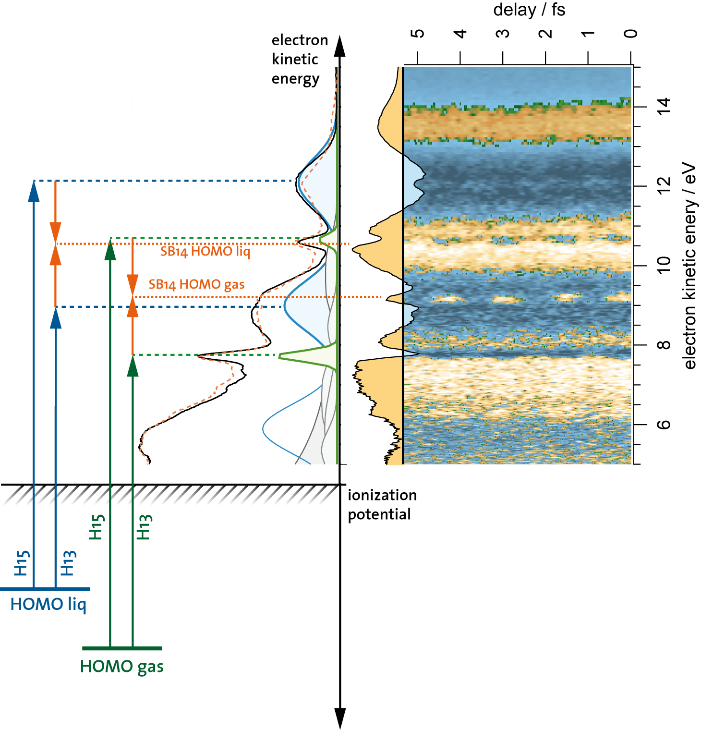 delay / fs
5 4 3 2 1 0
electron
kinetic
energy
14
12
10
8
6
electron kinetic enery / eV
SB14 HOMO liq
SB14 HOMO gas
ionization
potential
H15
H13
H15
H13
HOMO liq
HOMO gas